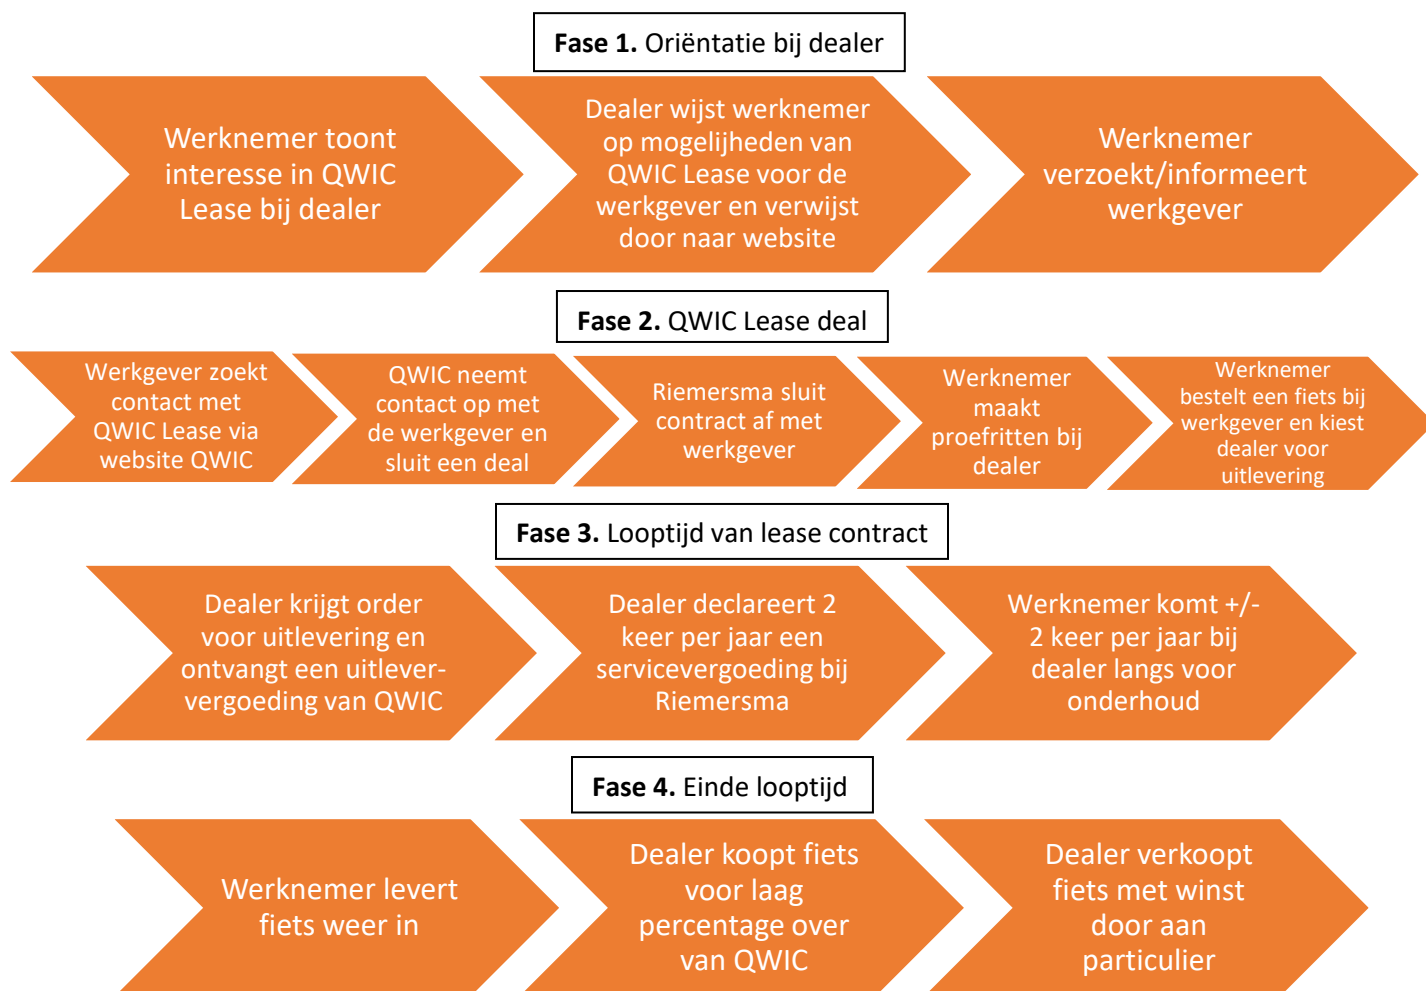 Fase 1. Oriëntatie bij dealer
Werknemer toont
interesse in QWIC
Lease bij dealer
Dealer wijst werknemer
op mogelijheden van
QWIC Lease voor de
werkgever en verwijst
door naar website
Werknemer
verzoekt/informeert
werkgever
Fase 2. QWIC Lease deal
Werkgever zoekt
contact met
QWIC Lease via
website QWIC
QWIC neemt
contact op met
de werkgever en
sluit een deal
Riemersma sluit
contract af met
werkgever
Werknemer
maakt
proefritten bij
dealer
Werknemer
bestelt een fiets bij
werkgever en kiest
dealer voor
uitlevering
Fase 3. Looptijd van lease contract
Dealer krijgt order
voor uitlevering en
ontvangt een uitlever-
vergoeding van QWIC
Dealer declareert 2
keer per jaar een
servicevergoeding bij
Riemersma
Werknemer komt +/-
2 keer per jaar bij
dealer langs voor
onderhoud
Fase 4. Einde looptijd
Werknemer levert
fiets weer in
Dealer koopt fiets
voor laag
percentage over
van QWIC
Dealer verkoopt
fiets met winst
door aan
particulier